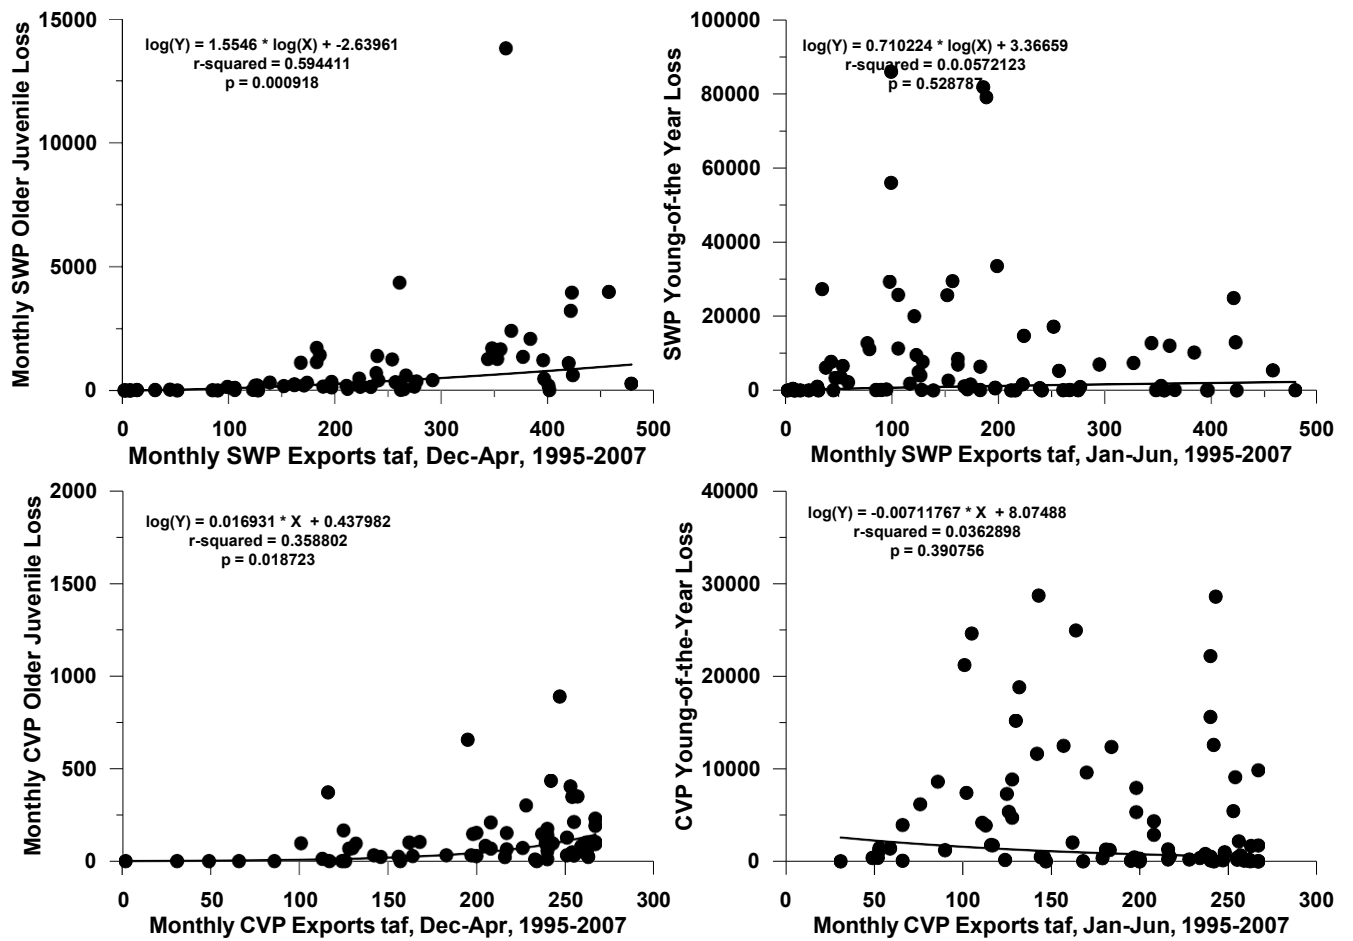 Monthly SWP Older Juvenile Loss
15000
10000
5000
0
log(Y) = 1.5546 * log(X) + -2.63961
r-squared = 0.594411
p = 0.000918
0 100 200 300 400 500
Monthly SWP Exports taf, Dec-Apr, 1995-2007
SWP Young-of-the Year Loss
100000
80000
60000
40000
20000
0
log(Y) = 0.710224 * log(X) + 3.36659
r-squared = 0.0.0572123
p = 0.528787
0 100 200 300 400 500
Monthly SWP Exports taf, Jan-Jun, 1995-2007
Monthly CVP Older Juvenile Loss
2000
1500
1000
500
0
log(Y) = 0.016931 * X + 0.437982
r-squared = 0.358802
p = 0.018723
0 50 100 150 200 250 300
Monthly CVP Exports taf, Dec-Apr, 1995-2007
CVP Young-of-the-Year Loss
40000
30000
20000
10000
0
log(Y) = -0.00711767 * X + 8.07488
r-squared = 0.0362898
p = 0.390756
0 50 100 150 200 250 300
Monthly CVP Exports taf, Jan-Jun, 1995-2007